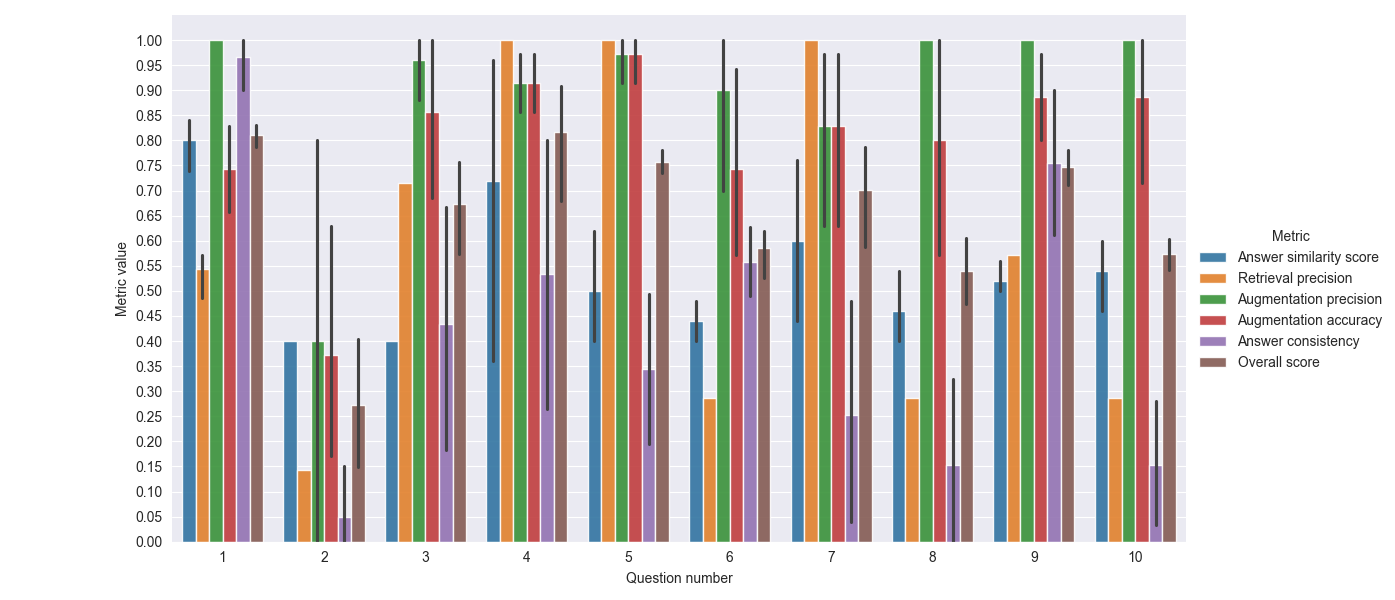 1.00
0.95
0.90
0.85
0.80
0.75
0.70
0.65
0.60
0.55
0.50
0.45
0.40
0.35
0.30
0.25
0.20
0.15
0.10
0.05
0.00
Metric value
1 2 3 4 5 6 7 8 9 10
Question number
Metric
Answer similarity score
Retrieval precision
Augmentation precision
Augmentation accuracy
Answer consistency
Overall score